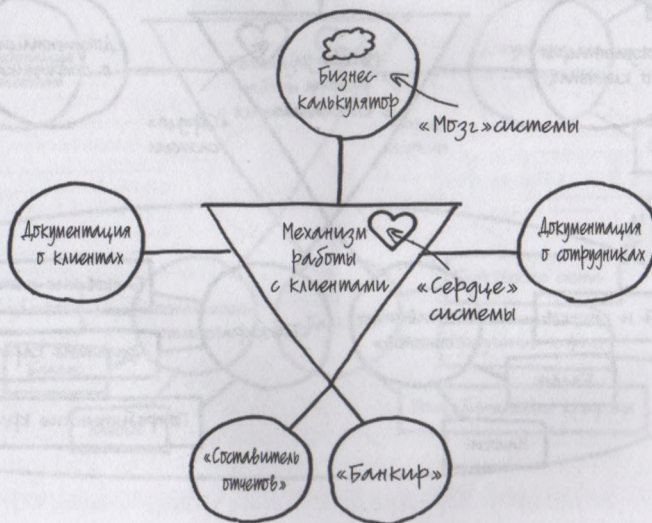 Бизнес-
калькулятор
«Мозг» системы
Документация
о клиентах
Механизм
работы
с клиентами
Документация
о сотрудниках
«Сердце»
системы
«Составитель
отчетов»
«Банкир»